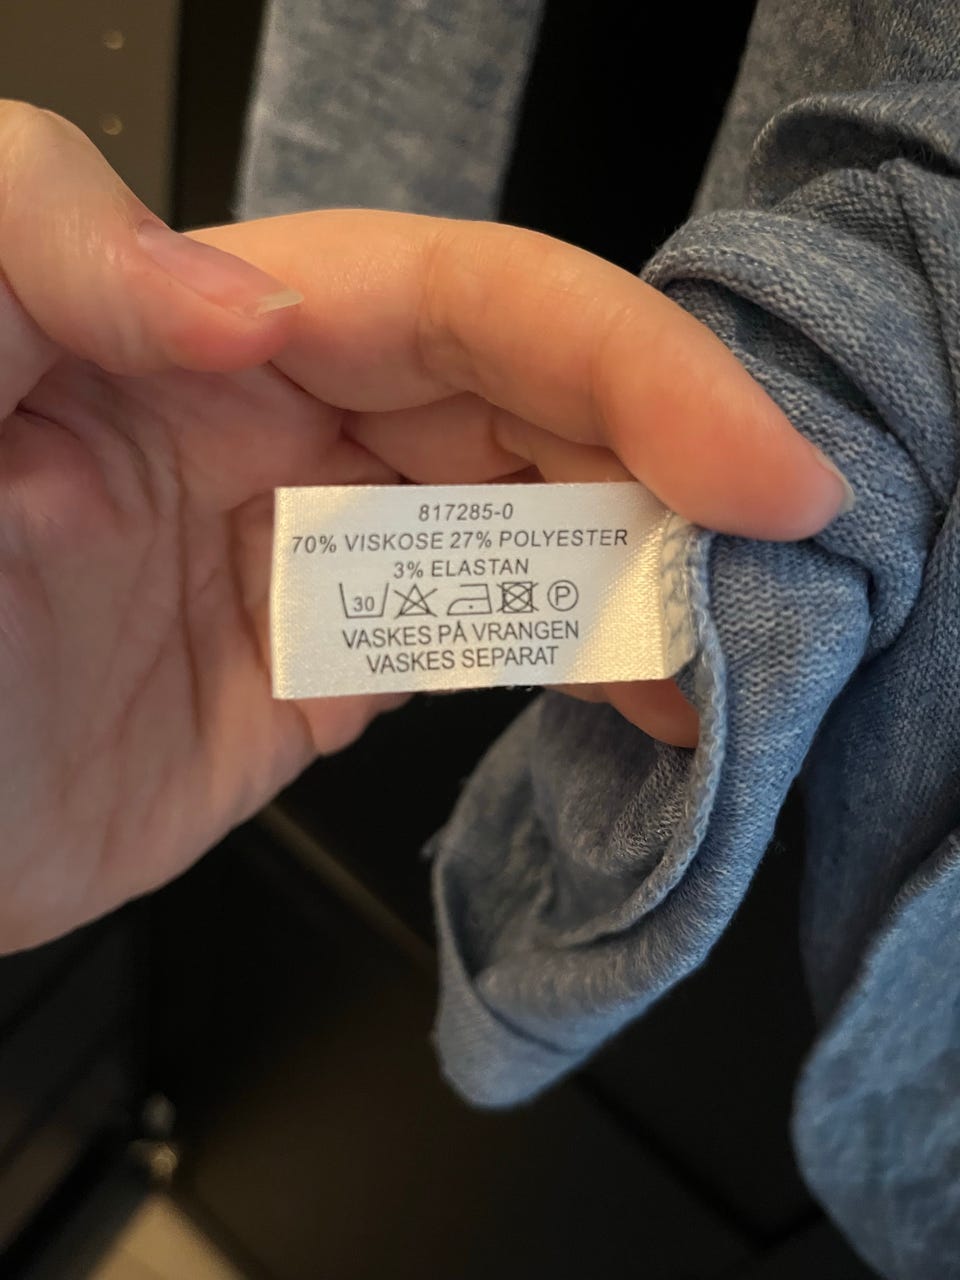 817285-0
70% VISKOSE 27% POLYESTER
3% ELASTAN
30 P
VASKES PÅ VRANGEN
VASKES SEPARAT